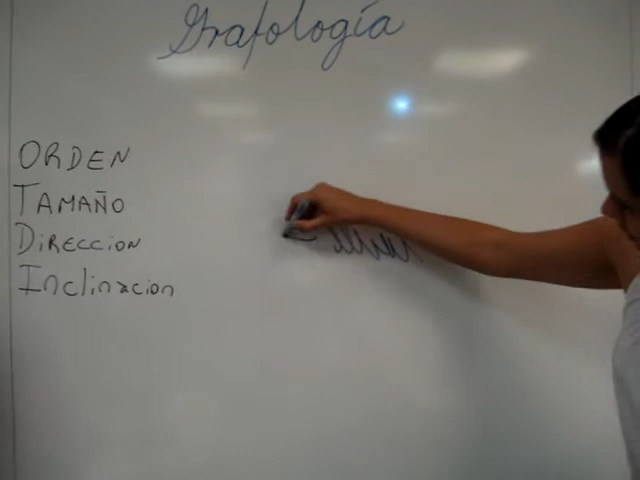 Grafología
ORDEN
TAMAÑO
DIRECCION
Inclinacion